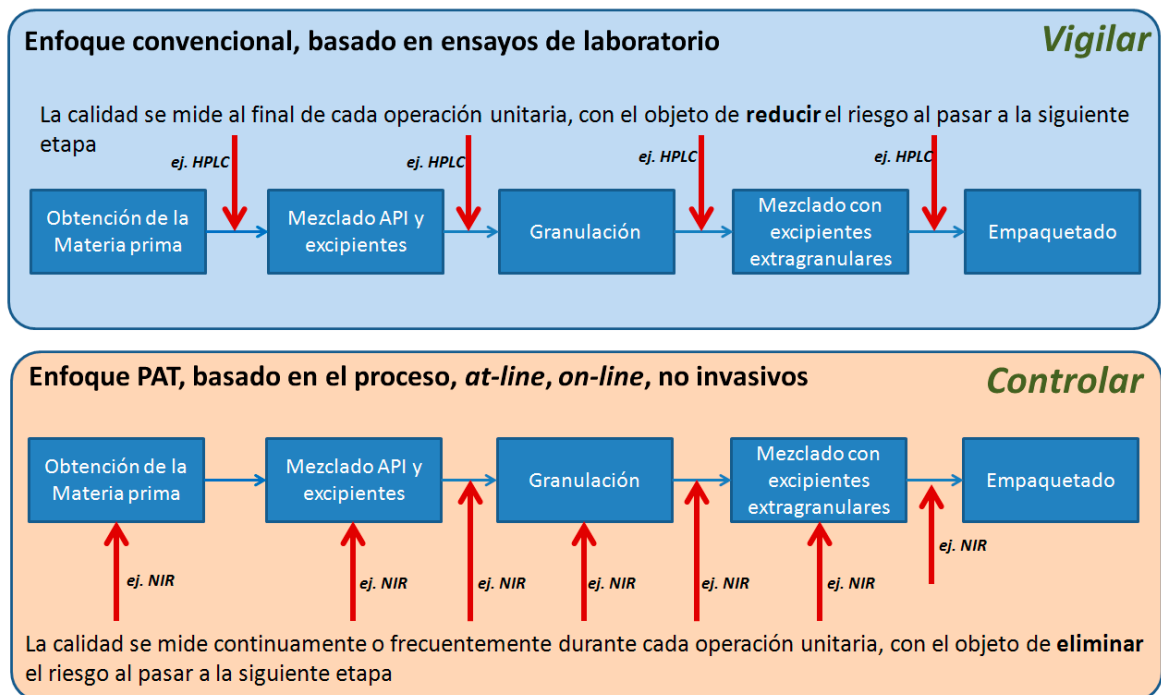 Enfoque convencional, basado en ensayos de laboratorio
Vigilar
La calidad se mide al final de cada operación unitaria, con el objeto de reducir el riesgo al pasar a la siguiente
etapa
ej. HPLC
ej. HPLC
ej. HPLC
ej. HPLC
Obtención de la
Materia prima
Mezclado API y
excipientes
Granulación
Mezclado con
excipientes
extragranulares
Empaquetado
Enfoque PAT, basado en el proceso, at-line, on-line, no invasivos
Controlar
Obtención de la
Materia prima
Mezclado API y
excipientes
Granulación
Mezclado con
excipientes
extragranulares
Empaquetado
ej. NIR
ej. NIR
ej. NIR
ej. NIR
ej. NIR
ej. NIR
ej. NIR
La calidad se mide continuamente o frecuentemente durante cada operación unitaria, con el objeto de eliminar
el riesgo al pasar a la siguiente etapa